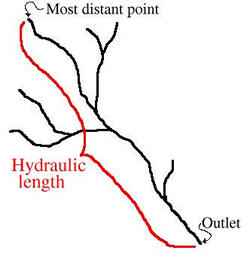 Most distant point
Hydraulic
length
Outlet